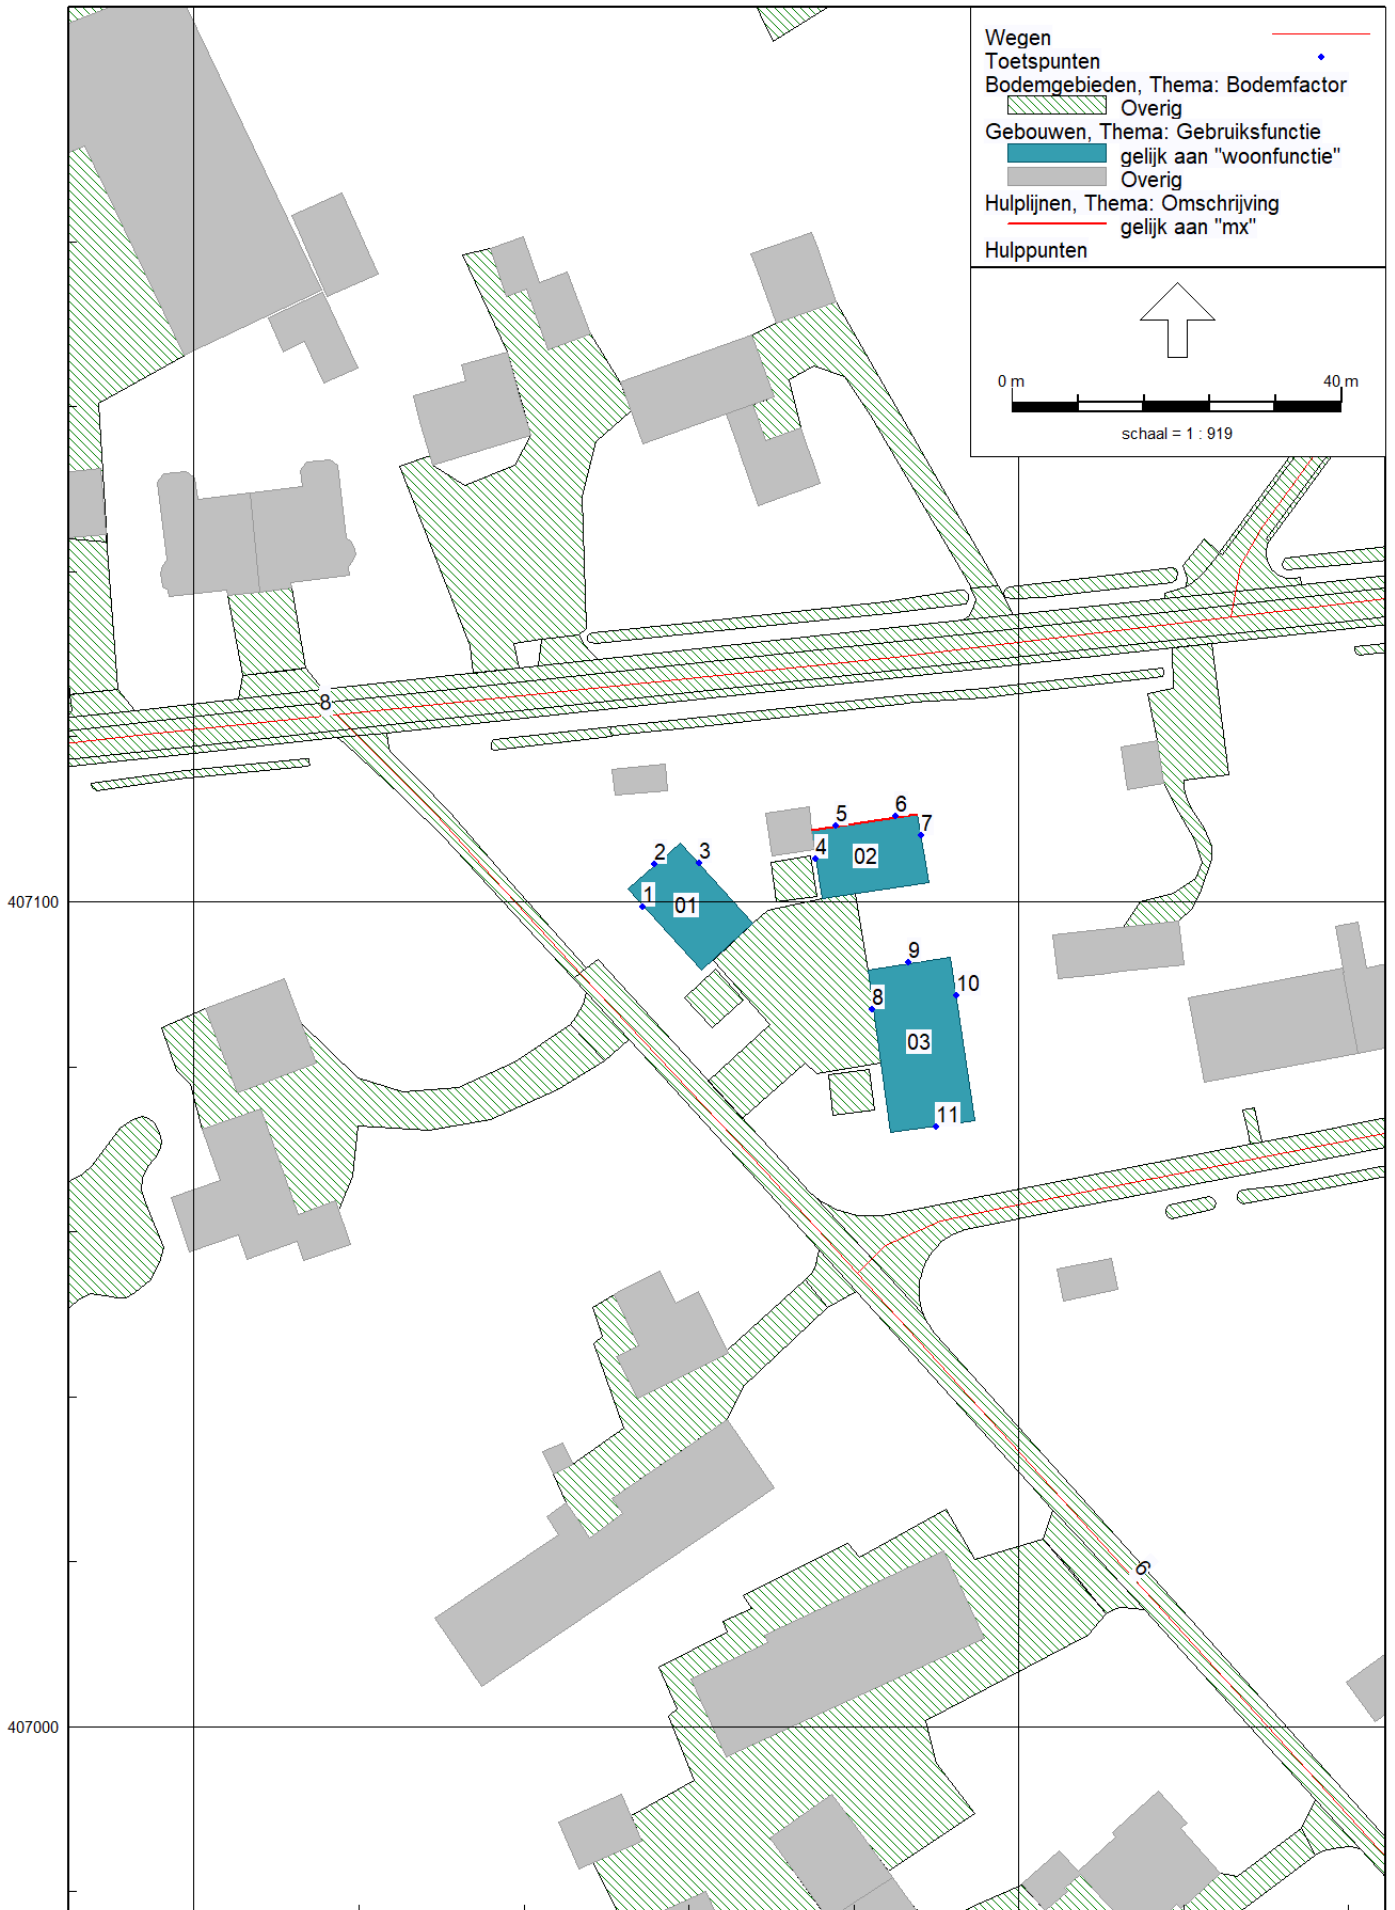 Wegen
Toetspunten
Bodemgebieden, Thema: Bodemfactor
Overig
Gebouwen, Thema: Gebruiksfunctie
gelijk aan "woonfunctie"
Overig
Hulplijnen, Thema: Omschrijving
gelijk aan "mx"
Hulppunten
0 m 40 m
schaal = 1 : 919
8
5 6 7
4 02
2 3
1 01
407100
9
8 10
03
11
6
407000